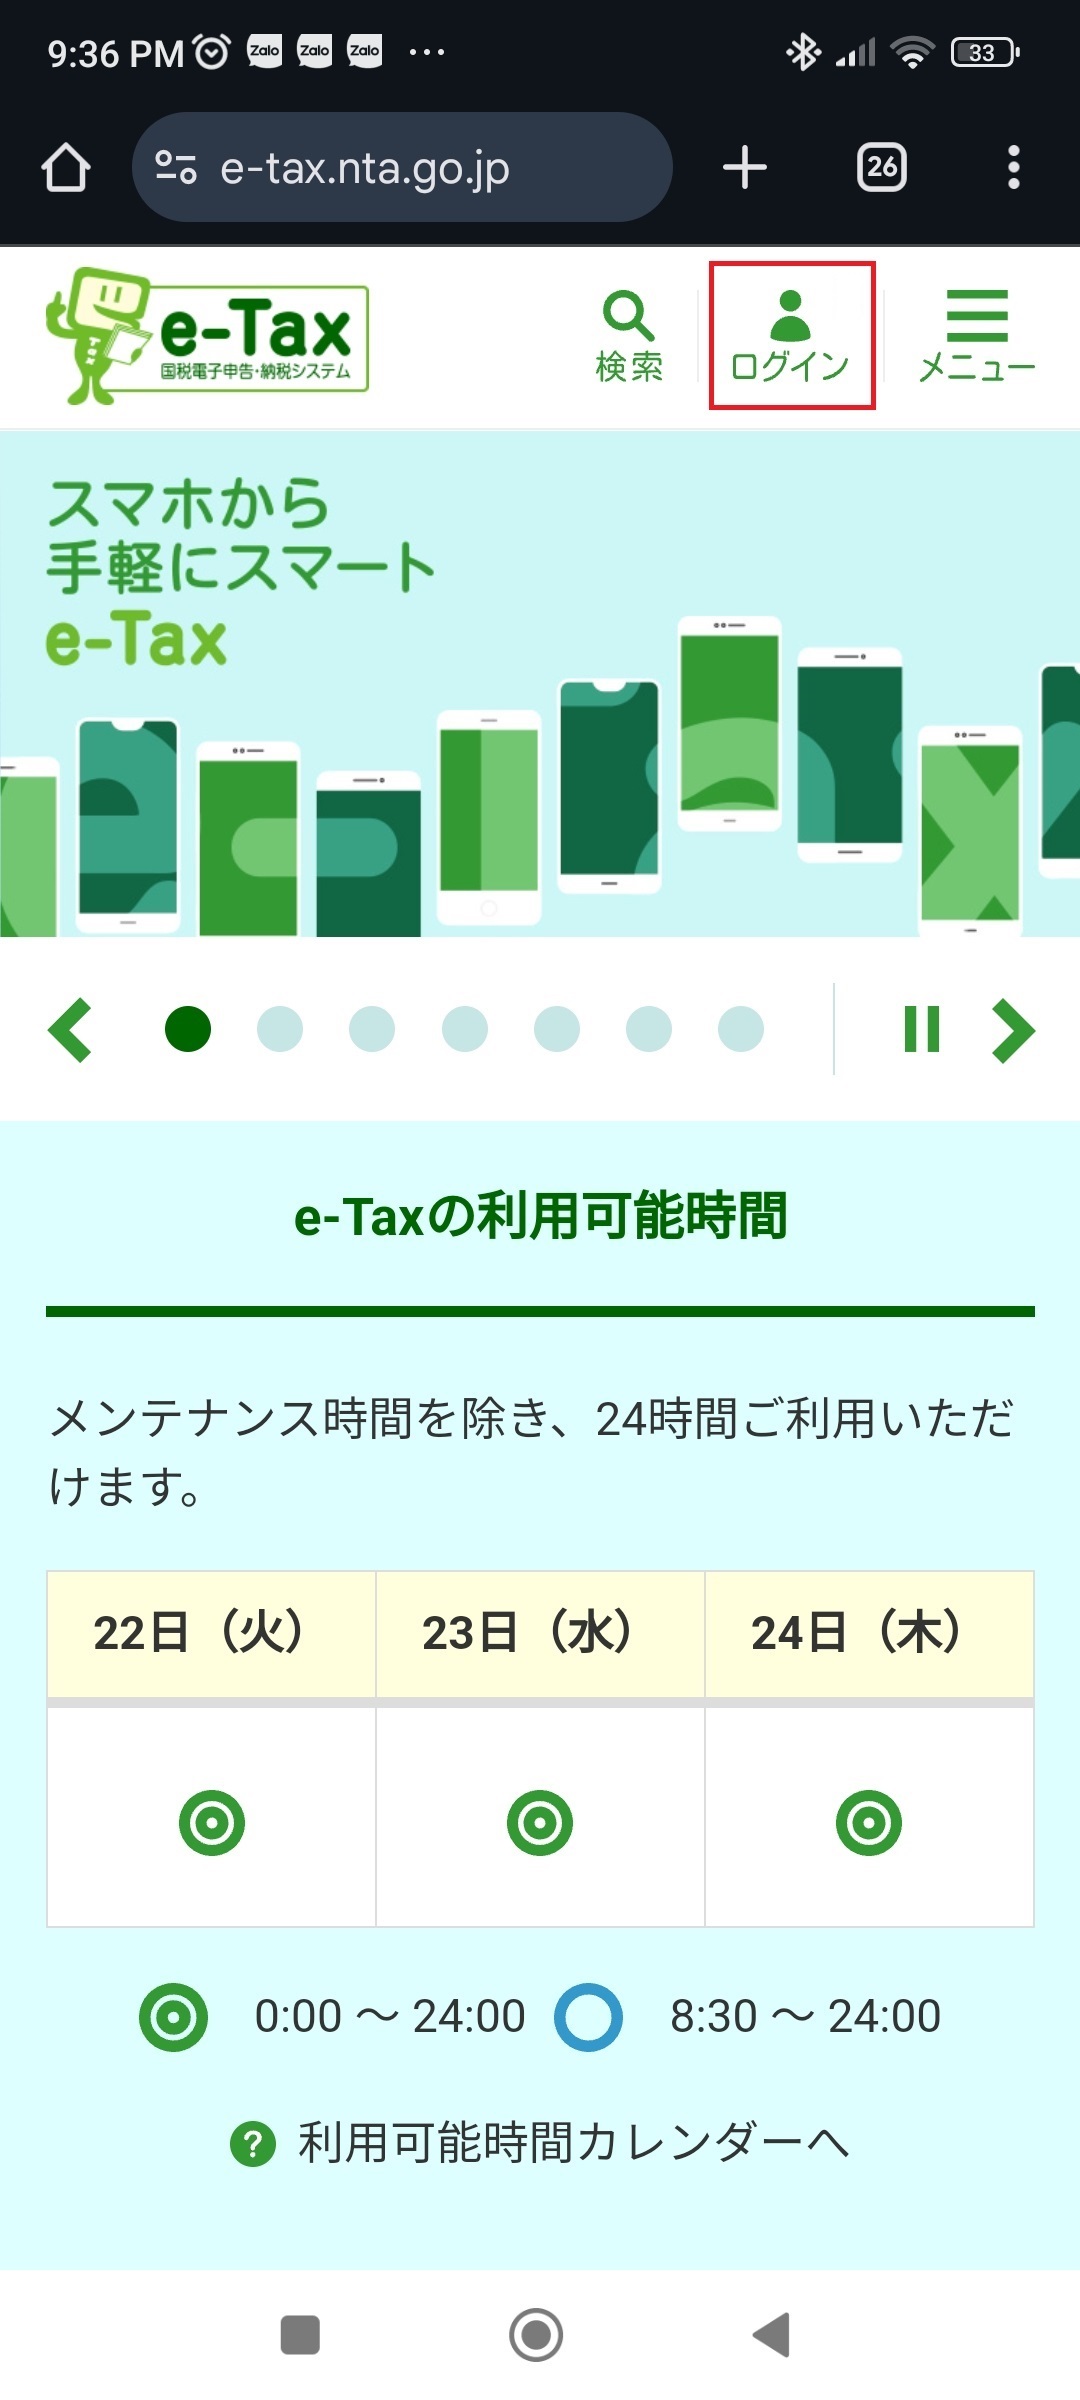 9:36 PM Zalo Zalo Zalo ... 33
e-tax.nta.go.jp 26
e-Tax
国税電子申告・納税システム
検索
ログイン
メニュー
スマホから
手軽にスマート
e-Tax
e-Taxの利用可能時間
メンテナンス時間を除き、24時間ご利用いただ
けます。
22日（火） 23日（水） 24日（木）
0:00 ～ 24:00 8:30 ～ 24:00
? 利用可能時間カレンダーへ